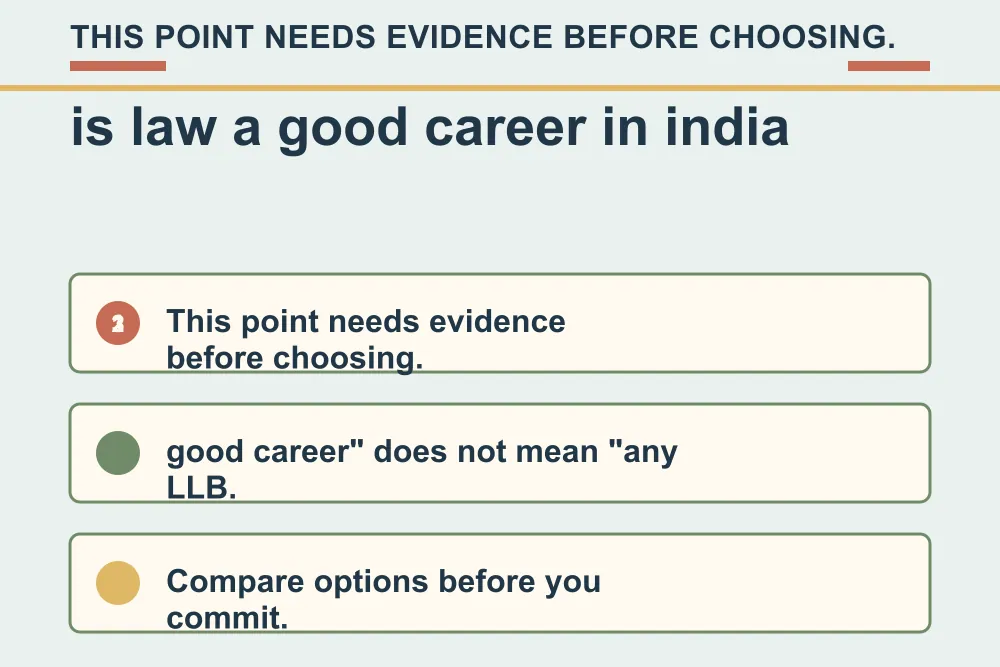 THIS POINT NEEDS EVIDENCE BEFORE CHOOSING.
is law a good career in india
This point needs evidence
before choosing.
good career" does not mean "any
LLB.
Compare options before you
commit.